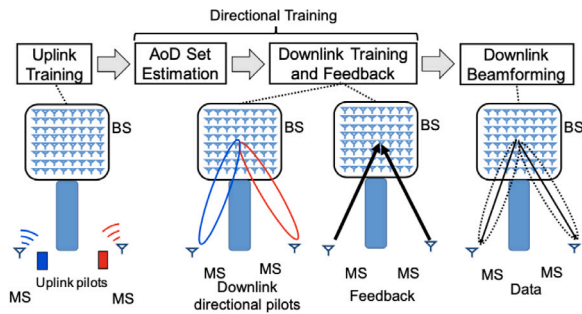 Directional Training
Uplink
Training
AoD Set
Estimation
Downlink Training
and Feedback
Downlink
Beamforming
BS
BS
BS
BS
Uplink pilots
MS
MS
MS
MS
Downlink
directional pilots
MS
MS
Feedback
MS
MS
Data